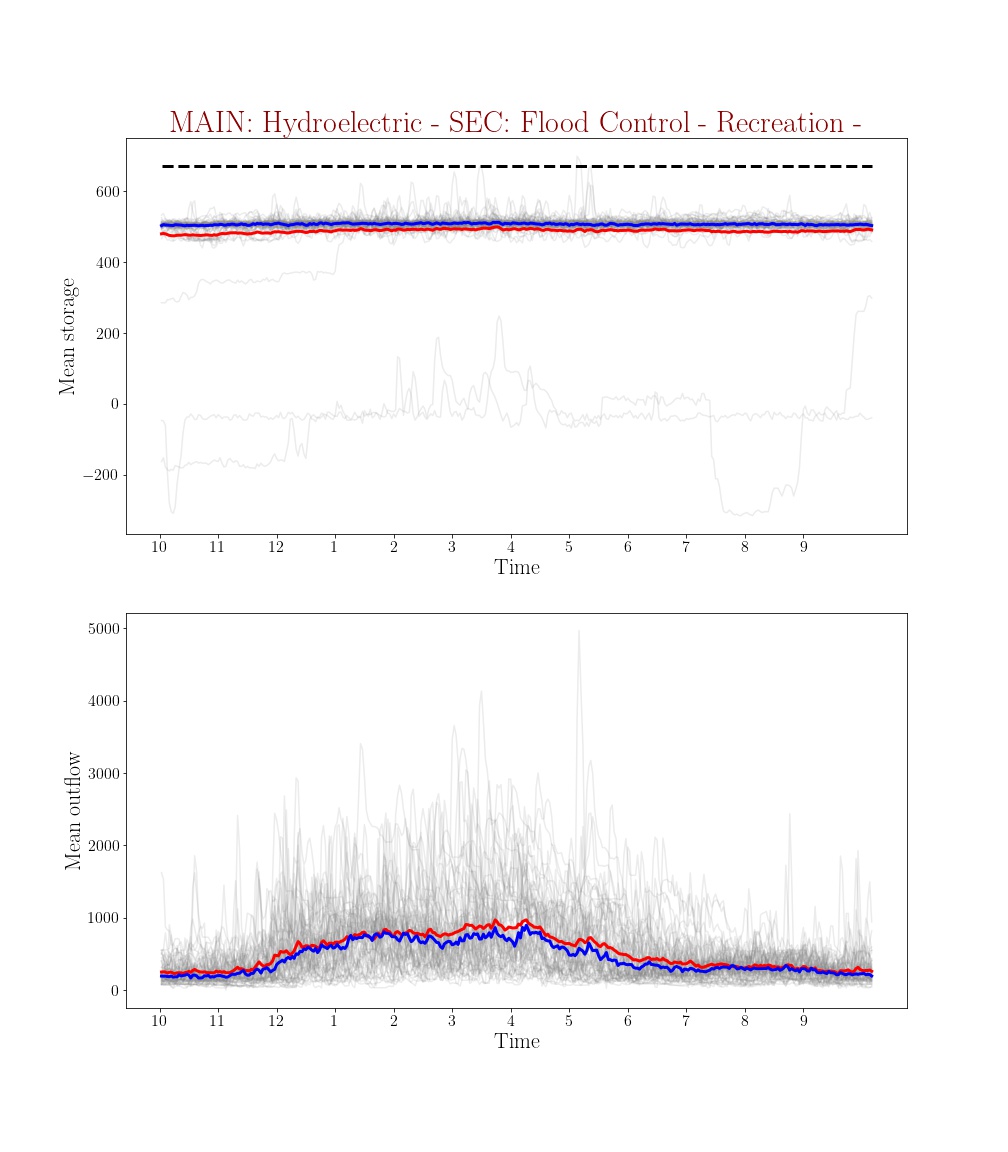 MAIN: Hydroelectric - SEC: Flood Control - Recreation -
Mean storage
600
400
200
0
−200
10 11 12 1 2 3 4 5 6 7 8 9
Time
Mean outflow
5000
4000
3000
2000
1000
0
10 11 12 1 2 3 4 5 6 7 8 9
Time